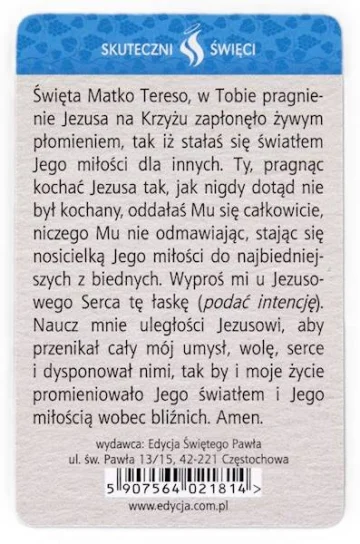 SKUTECZNI ŚWIĘCI
Święta Matko Tereso, w Tobie pragnie-
nie Jezusa na Krzyżu zapłonęło żywym
płomieniem, tak iż stałaś się światłem
Jego miłości dla innych. Ty, pragnąc
kochać Jezusa tak, jak nigdy dotąd nie
był kochany, oddałaś Mu się całkowicie,
niczego Mu nie odmawiając, stając się
nosicielką Jego miłości do najbiedniej-
szych z biednych. Wyproś mi u Jezuso-
wego Serca tę łaskę (podać intencję).
Naucz mnie uległości Jezusowi, aby
przenikał cały mój umysł, wolę, serce
i dysponował nimi, tak by i moje życie
promieniowało Jego światłem i Jego
miłością wobec bliźnich. Amen.
wydawca: Edycja Świętego Pawła
ul. św. Pawła 13/15, 42-221 Częstochowa
5 907564 021814 >
www.edycja.com.pl